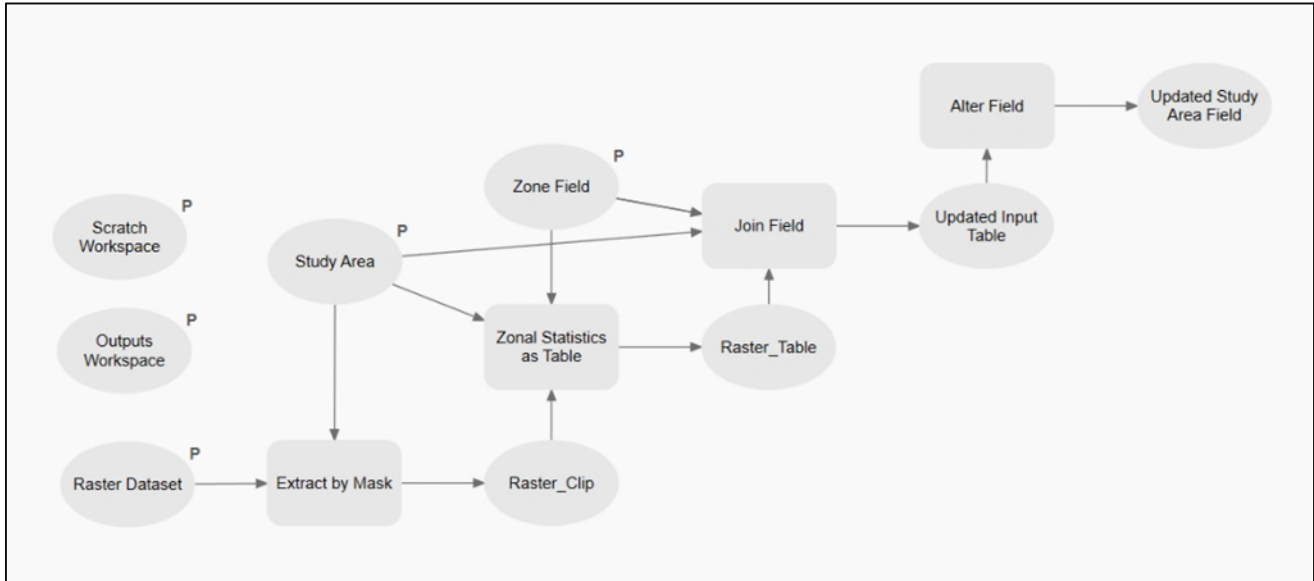 Alter Field
Updated Study
Area Field
P
Zone Field
P
Scratch
Workspace
P
Study Area
Join Field
Updated Input
Table
P
Outputs
Workspace
Zonal Statistics
as Table
Raster_Table
P
Raster Dataset
Extract by Mask
Raster_Clip